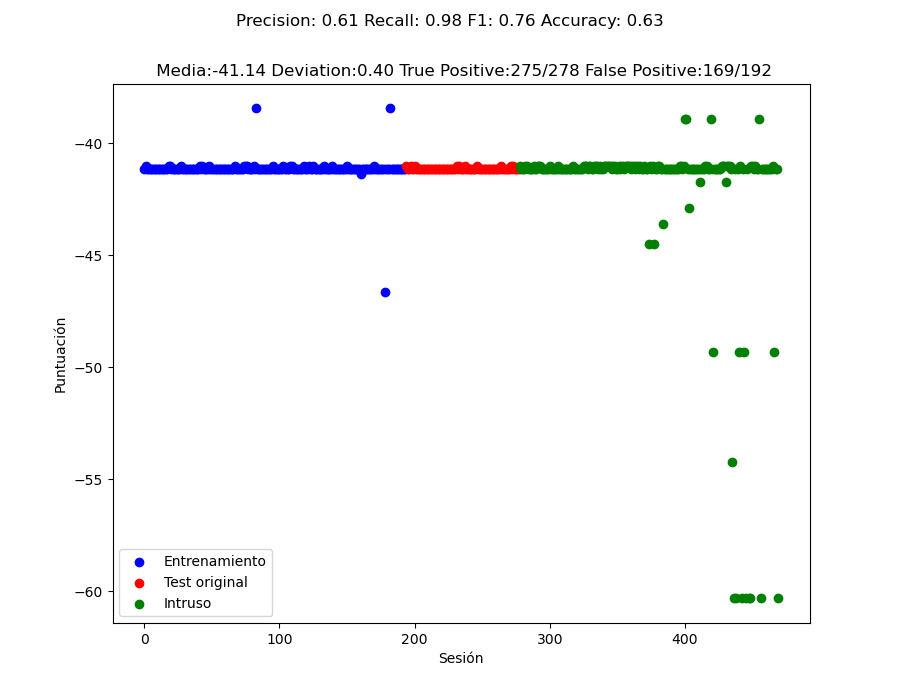 Precision: 0.61 Recall: 0.98 F1: 0.76 Accuracy: 0.63
Media:-41.14 Deviation:0.40 True Positive:275/278 False Positive:169/192
Puntuación
−40
−45
−50
−55
−60
Entrenamiento
Test original
Intruso
0
100
200
300
400
Sesión